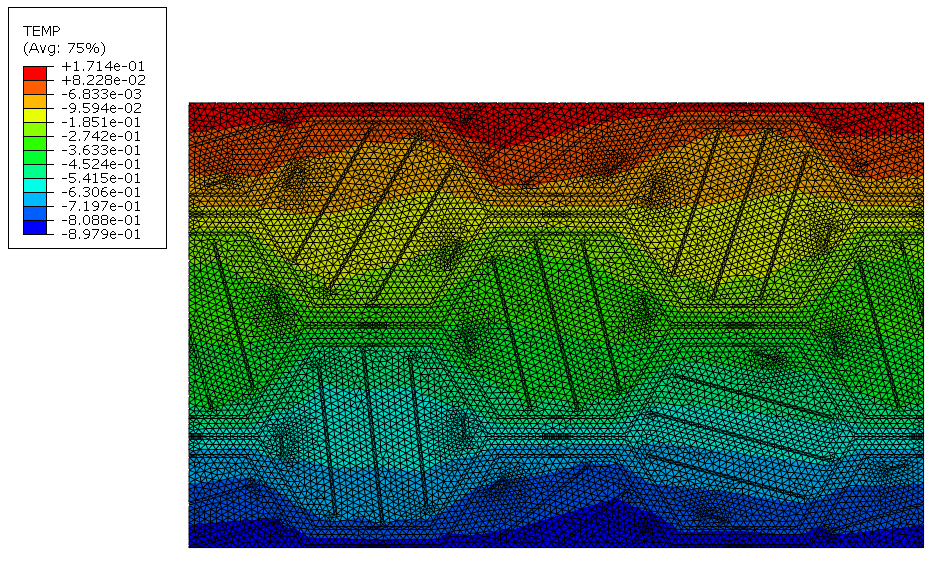 TEMP
(Avg: 75%)
+1.714e-01
+8.228e-02
-6.833e-03
-9.594e-02
-1.851e-01
-2.742e-01
-3.633e-01
-4.524e-01
-5.415e-01
-6.306e-01
-7.197e-01
-8.088e-01
-8.979e-01